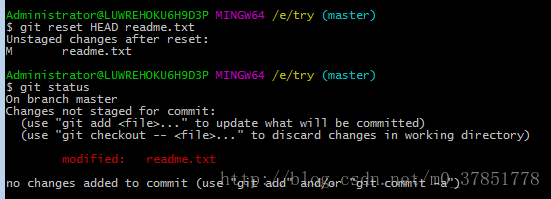 Administrator@LUWREHOKU6H9D3P MINGW64 /e/try (master)
$ git reset HEAD readme.txt
Unstaged changes after reset:
M       readme.txt
Administrator@LUWREHOKU6H9D3P MINGW64 /e/try (master)
$ git status
On branch master
Changes not staged for commit:
  (use "git add <file>..." to update what will be committed)
  (use "git checkout -- <file>..." to discard changes in working directory)
        modified:   readme.txt
no changes added to commit (use "git add" and/or "git commit -a")
http://blog.csdn.net/m0_37851778